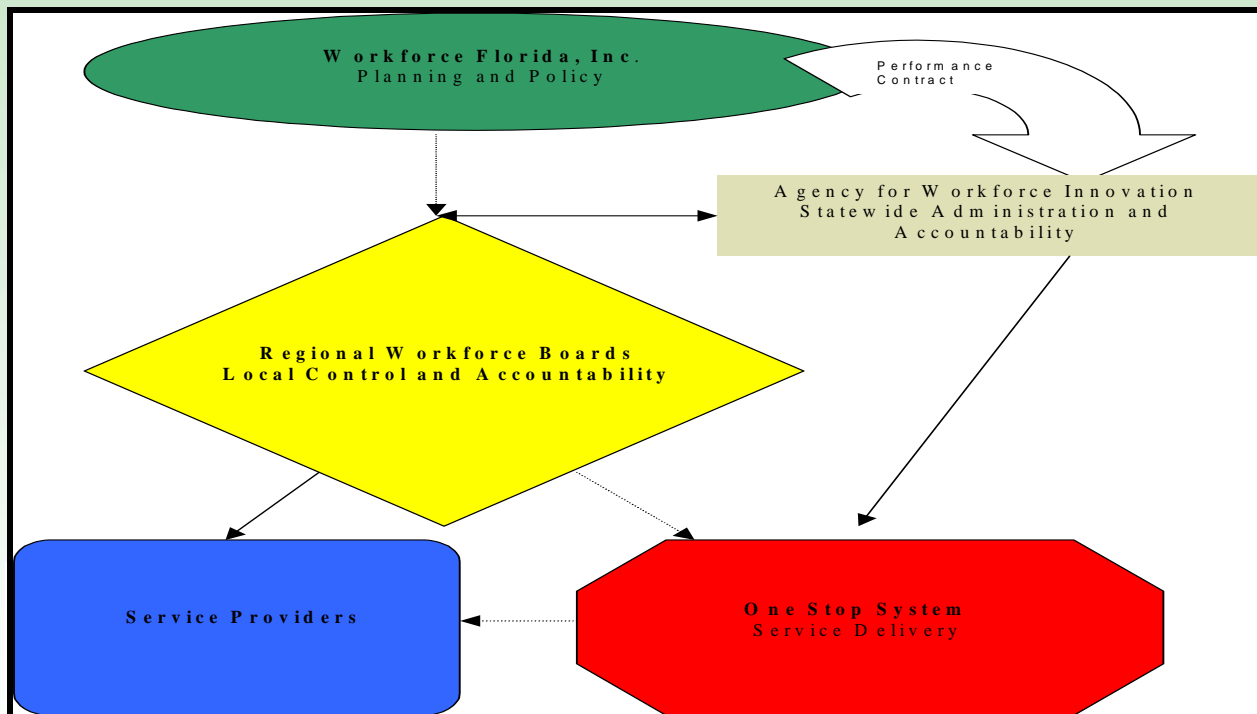 Workforce Florida, Inc.
Planning and Policy
Performance
Contract
Agency for Workforce Innovation
Statewide Administration and
Accountability
Regional Workforce Boards
Local Control and Accountability
Service Providers
One Stop System
Service Delivery